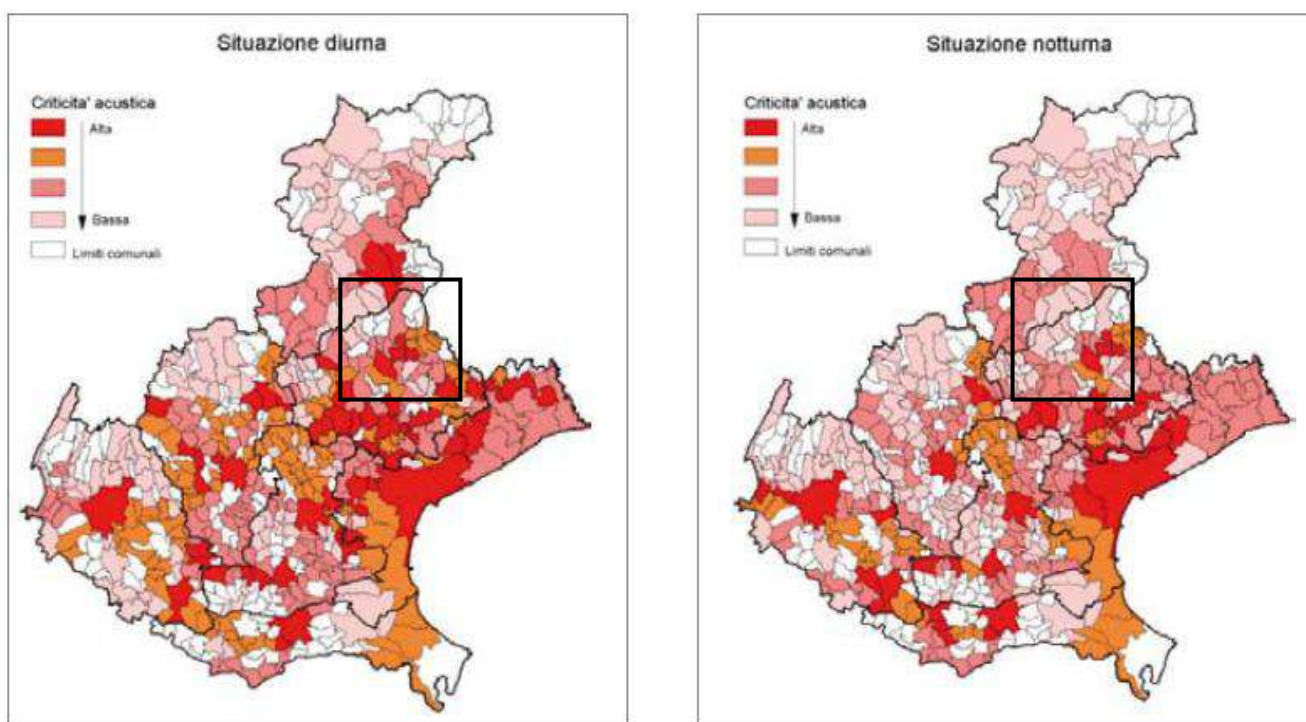 Situazione diurna
Criticita' acustica
Alta
Bassa
Limiti comunali
Situazione notturna
Criticita' acustica
Alta
Bassa
Limiti comunali